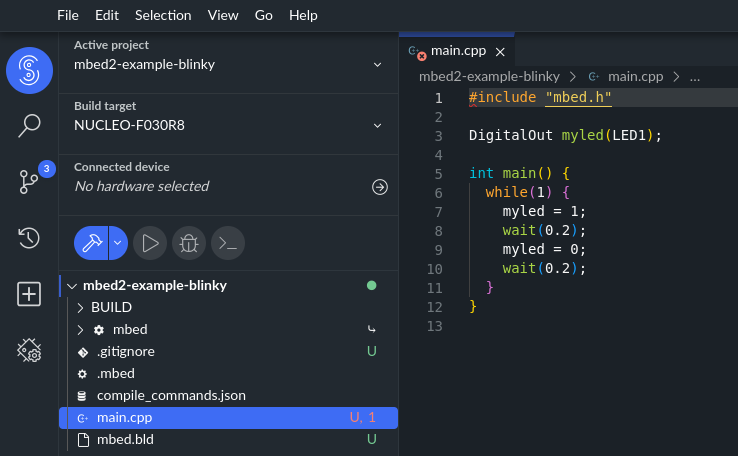 File Edit Selection View Go Help
Active project
mbed2-example-blinky
Build target
NUCLEO-F030R8
Connected device
No hardware selected
3
mbed2-example-blinky
BUILD
mbed
.gitignore U
.mbed
compile_commands.json
main.cpp U, 1
mbed.bld U
main.cpp
mbed2-example-blinky > main.cpp > ...
1 #include "mbed.h"
2
3 DigitalOut myled(LED1);
4
5 int main() {
6 while(1) {
7 myled = 1;
8 wait(0.2);
9 myled = 0;
10 wait(0.2);
11 }
12 }
13